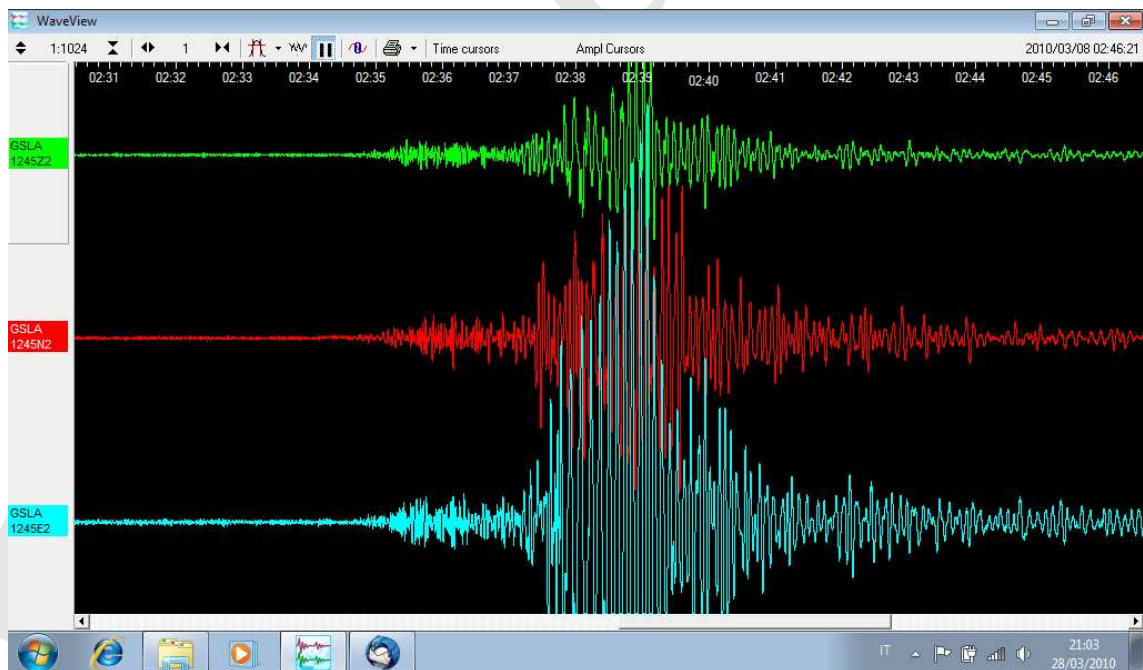 WaveView
1:1024 1 Time cursors Ampl Cursors 2010/03/08 02:46:21
02:31 02:32 02:33 02:34 02:35 02:36 02:37 02:38 02:39 02:40 02:41 02:42 02:43 02:44 02:45 02:46
GSLA
1245Z2
GSLA
1245N2
GSLA
1245E2
IT 21:03
28/03/2010